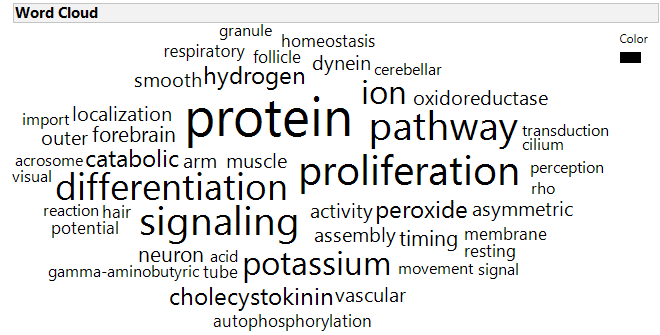 Word Cloud
Color
granule
homeostasis
respiratory
follicle
dynein
cerebellar
smooth hydrogen
ion
oxidoreductase
import localization
protein
pathway
transduction
outer forebrain
cilium
acrosome catabolic arm muscle
proliferation
perception
visual
differentiation
rho
reaction hair
signaling
activity peroxide asymmetric
potential
assembly timing membrane
neuron acid
potassium
resting
gamma-aminobutyric tube
movement signal
cholecystokinin vascular
autophosphorylation